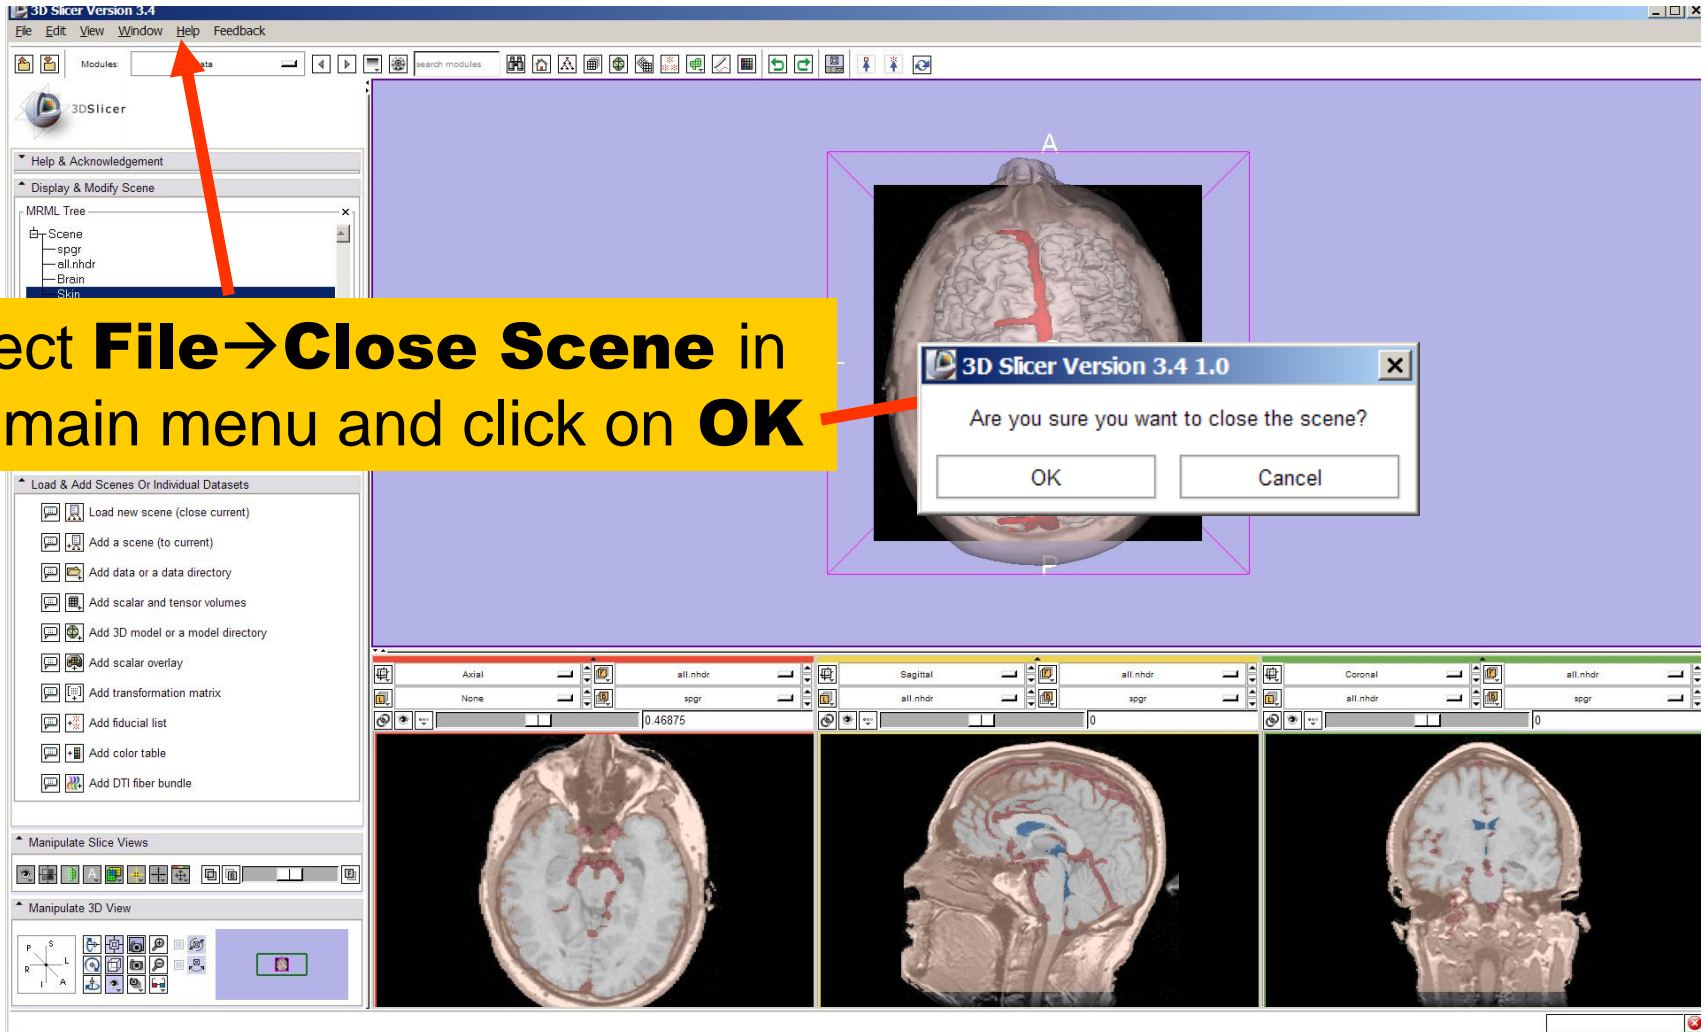 3D Slicer Version 3.4
File Edit View Window Help Feedback
Modules: search modules
3DSlicer
Help & Acknowledgement
Display & Modify Scene
MRML Tree
Scene
spgr
all.nhdr
Brain
Skin
ect File→Close Scene in
main menu and click on OK
A
P
3D Slicer Version 3.4 1.0
Are you sure you want to close the scene?
OK Cancel
Load & Add Scenes Or Individual Datasets
Load new scene (close current)
Add a scene (to current)
Add data or a data directory
Add scalar and tensor volumes
Add 3D model or a model directory
Add scalar overlay
Add transformation matrix
Add fiducial list
Add color table
Add DTI fiber bundle
Manipulate Slice Views
Manipulate 3D View
P S
R L
I A
Axial all.nhdr Sagittal all.nhdr Coronal all.nhdr
None spgr all.nhdr spgr all.nhdr spgr
0.46875 0 0